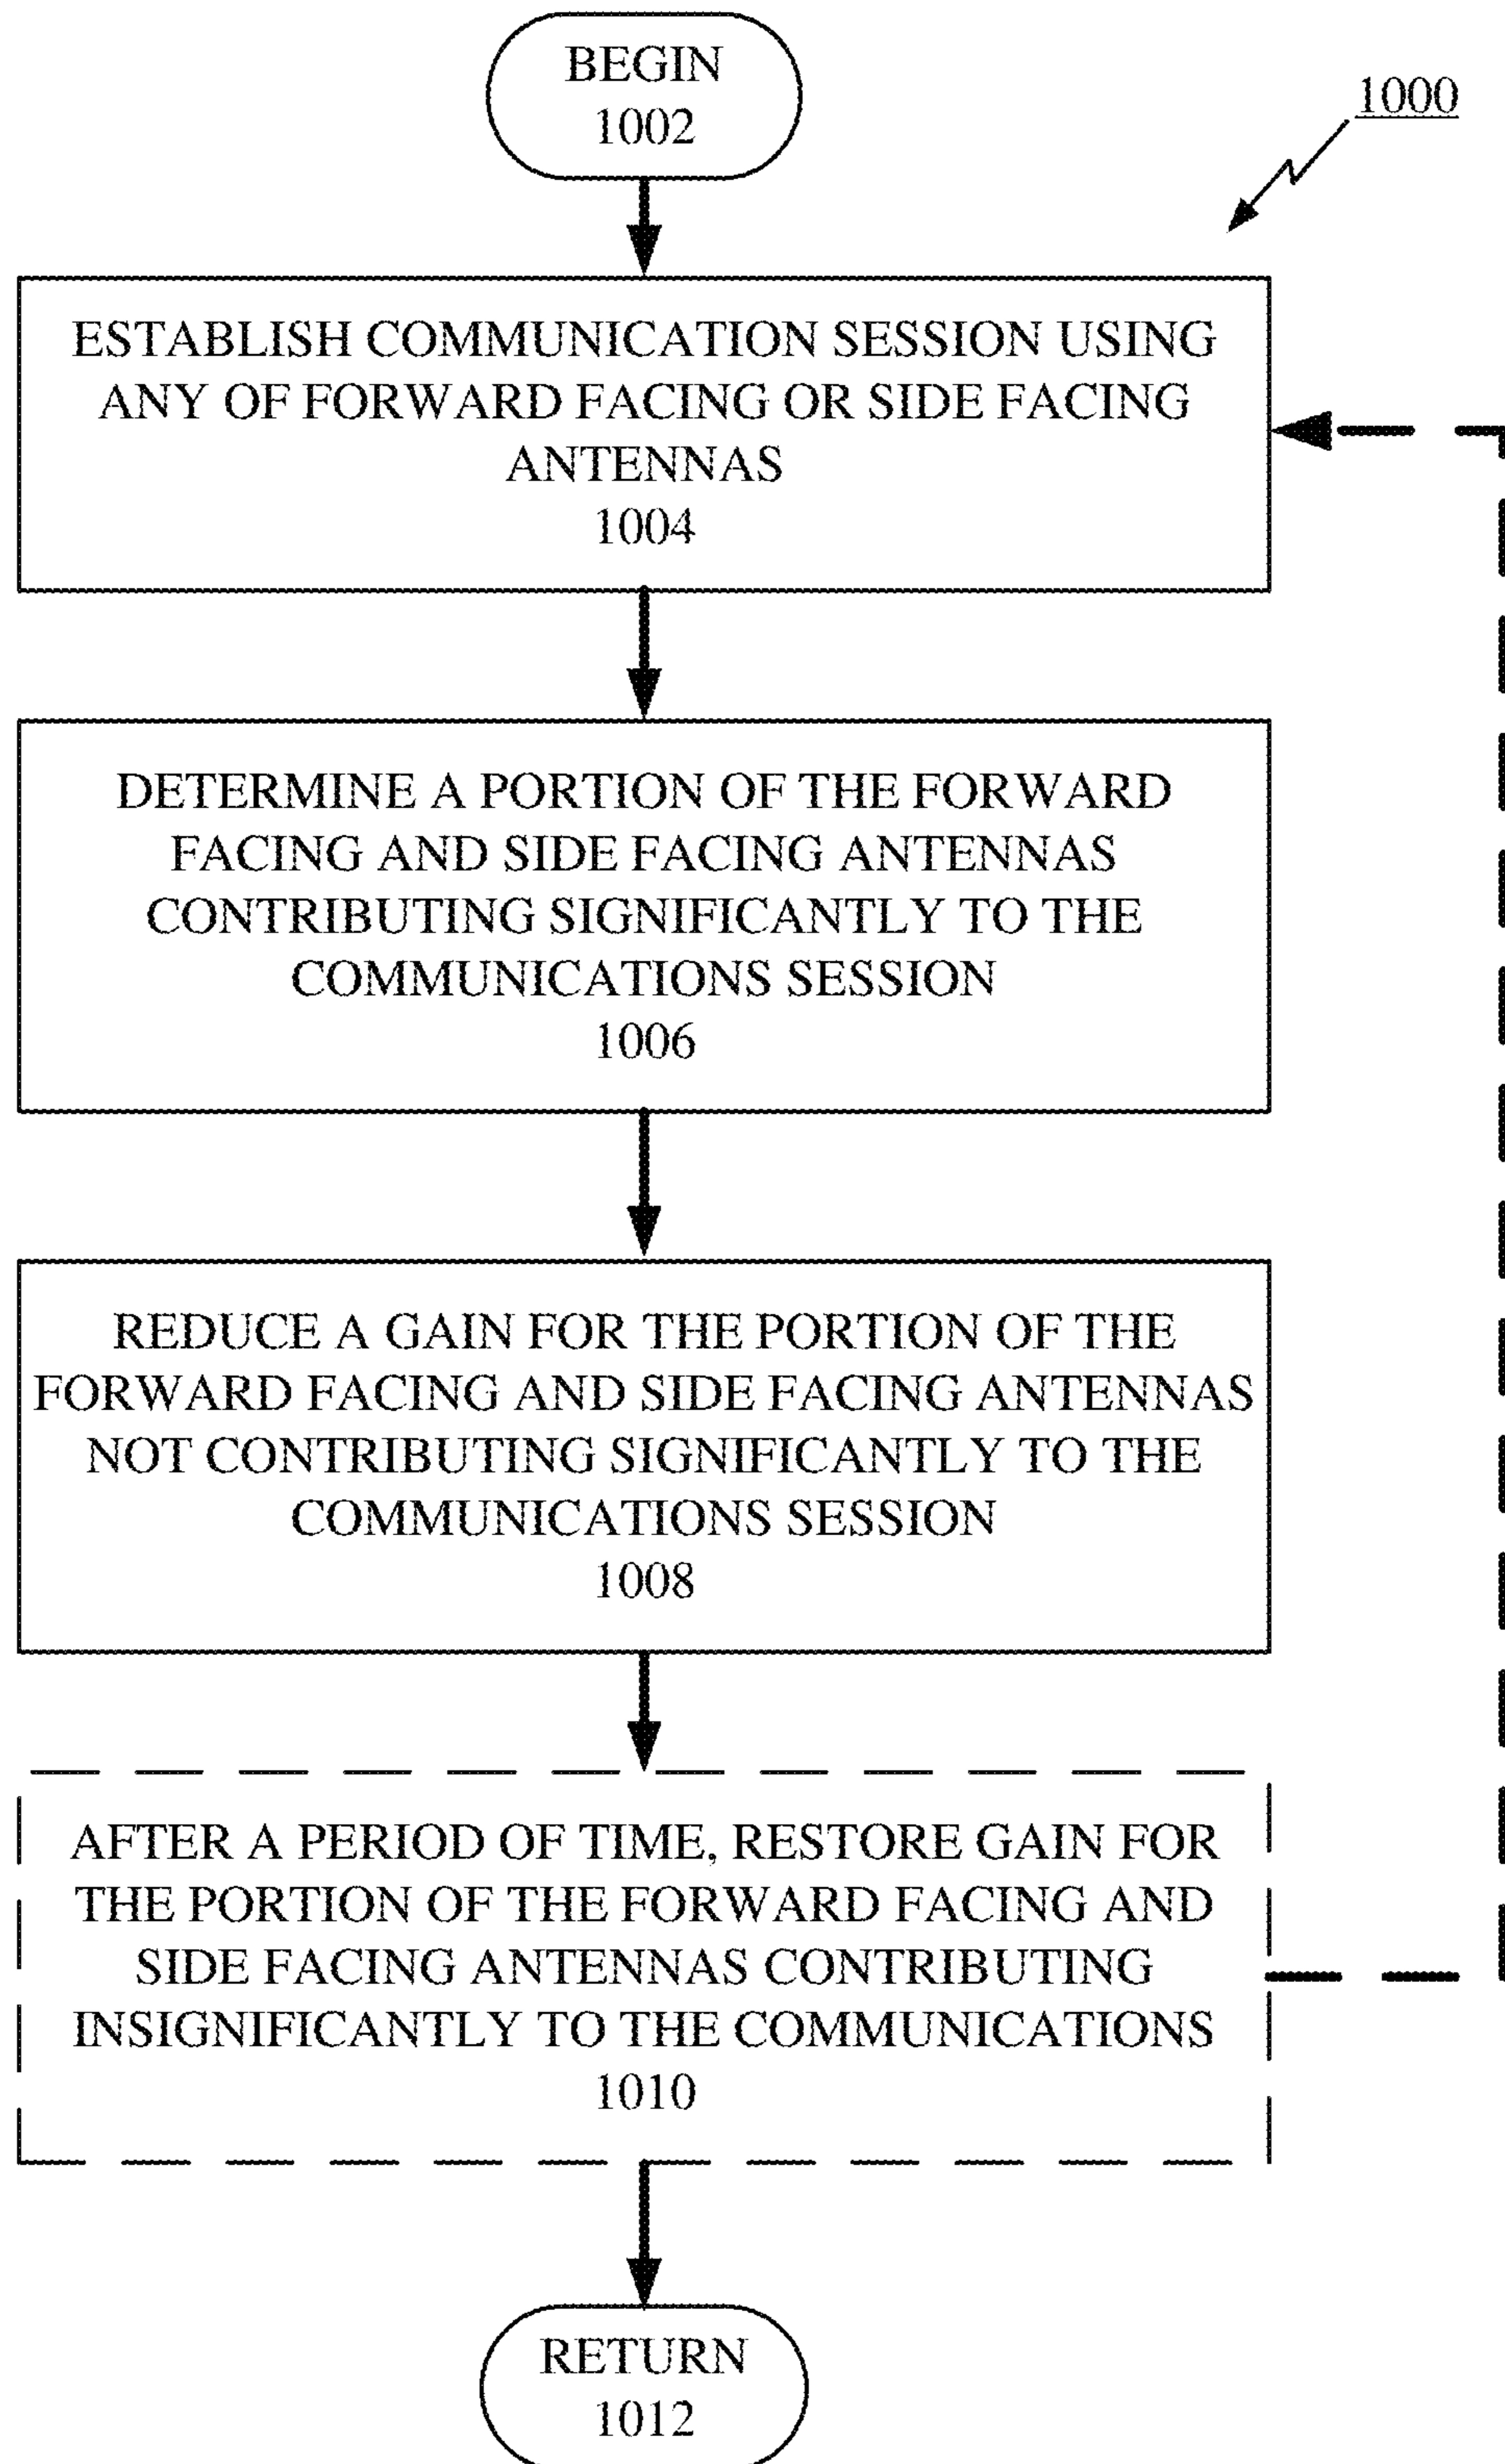 BEGIN
1002
1000
ESTABLISH COMMUNICATION SESSION USING
ANY OF FORWARD FACING OR SIDE FACING
ANTENNAS
1004
DETERMINE A PORTION OF THE FORWARD
FACING AND SIDE FACING ANTENNAS
CONTRIBUTING SIGNIFICANTLY TO THE
COMMUNICATIONS SESSION
1006
REDUCE A GAIN FOR THE PORTION OF THE
FORWARD FACING AND SIDE FACING ANTENNAS
NOT CONTRIBUTING SIGNIFICANTLY TO THE
COMMUNICATIONS SESSION
1008
AFTER A PERIOD OF TIME, RESTORE GAIN FOR
THE PORTION OF THE FORWARD FACING AND
SIDE FACING ANTENNAS CONTRIBUTING
INSIGNIFICANTLY TO THE COMMUNICATIONS
1010
RETURN
1012